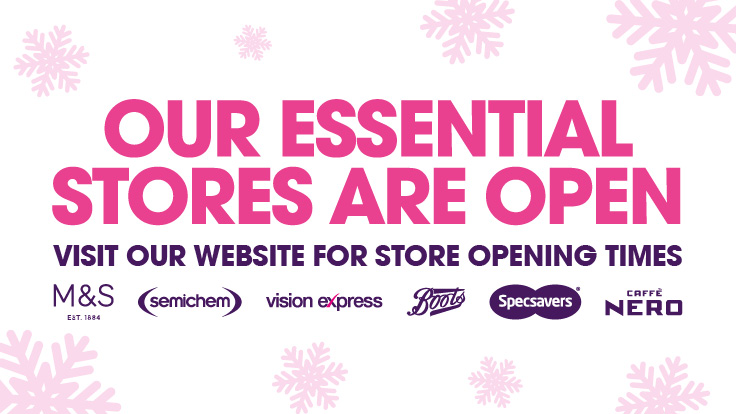 OUR ESSENTIAL
STORES ARE OPEN
VISIT OUR WEBSITE FOR STORE OPENING TIMES
M&S
EST. 1884
semichem
vision express
Boots
Specsavers®
CAFFÈ
NERO